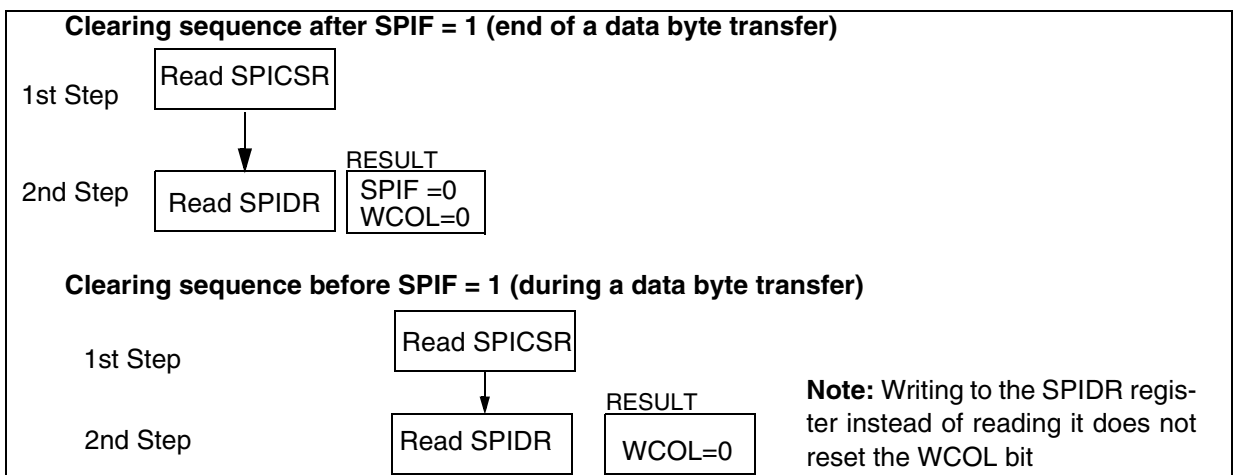 Clearing sequence after SPIF = 1 (end of a data byte transfer)
1st Step
Read SPICSR
2nd Step
Read SPIDR
RESULT
SPIF =0
WCOL=0
Clearing sequence before SPIF = 1 (during a data byte transfer)
1st Step
Read SPICSR
2nd Step
Read SPIDR
RESULT
WCOL=0
Note: Writing to the SPIDR regis-
ter instead of reading it does not
reset the WCOL bit